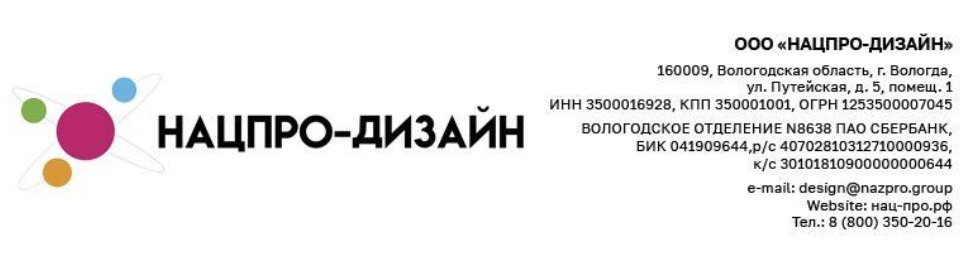 НАЦПРО-ДИЗАЙН
ООО «НАЦПРО-ДИЗАЙН»
160009, Вологодская область, г. Вологда,
ул. Путейская, д. 5, помещ. 1
ИНН 3500016928, КПП 350001001, ОГРН 1253500007045
ВОЛОГОДСКОЕ ОТДЕЛЕНИЕ N8638 ПАО СБЕРБАНК,
БИК 041909644,р/с 40702810312710000936,
к/с 30101810900000000644
e-mail: design@nazpro.group
Website: нац-про.рф
Тел.: 8 (800) 350-20-16